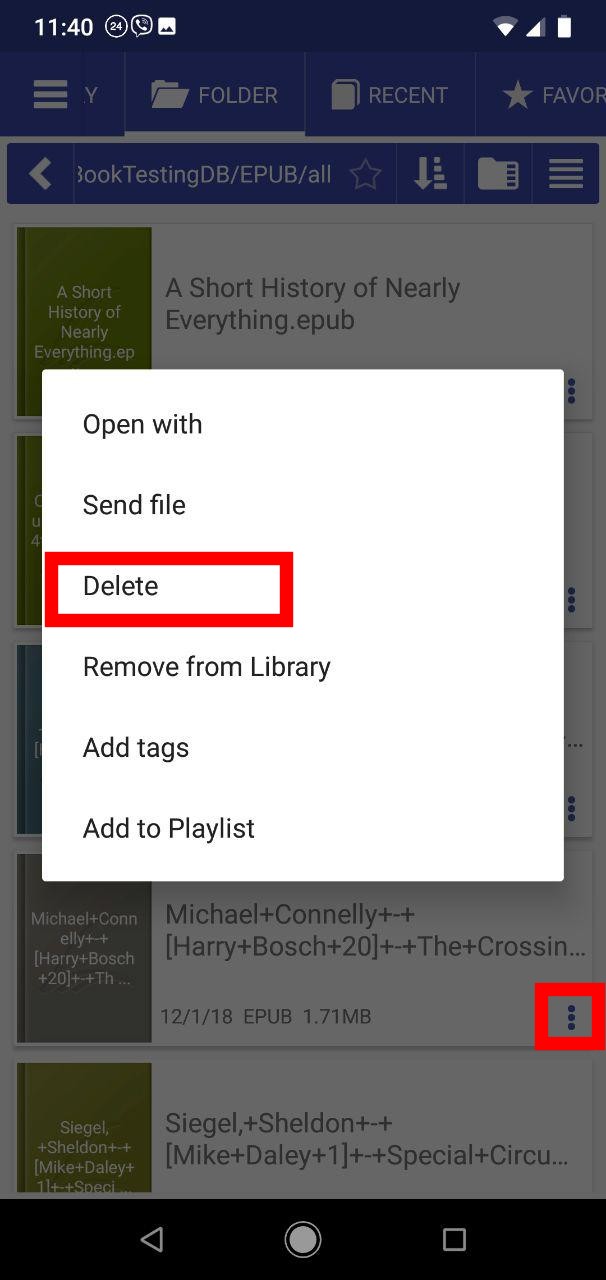 11:40
24
Y
FOLDER
RECENT
FAVOR
BookTestingDB/EPUB/all
A Short
History of
Nearly
Everything.ep
A Short History of Nearly
Everything.epub
Open with
Send file
Delete
Remove from Library
Add tags
Add to Playlist
Michael+Conn
elly+-+
[Harry+Bosch
+20]+-+Th ...
Michael+Connelly+-+
[Harry+Bosch+20]+-+The+Crossin...
12/1/18 EPUB 1.71MB
Siegel,
+Sheldon+-+
[Mike+Daley+
1]+-+Speci ...
Siegel,+Sheldon+-+
[Mike+Daley+1]+-+Special+Circu...